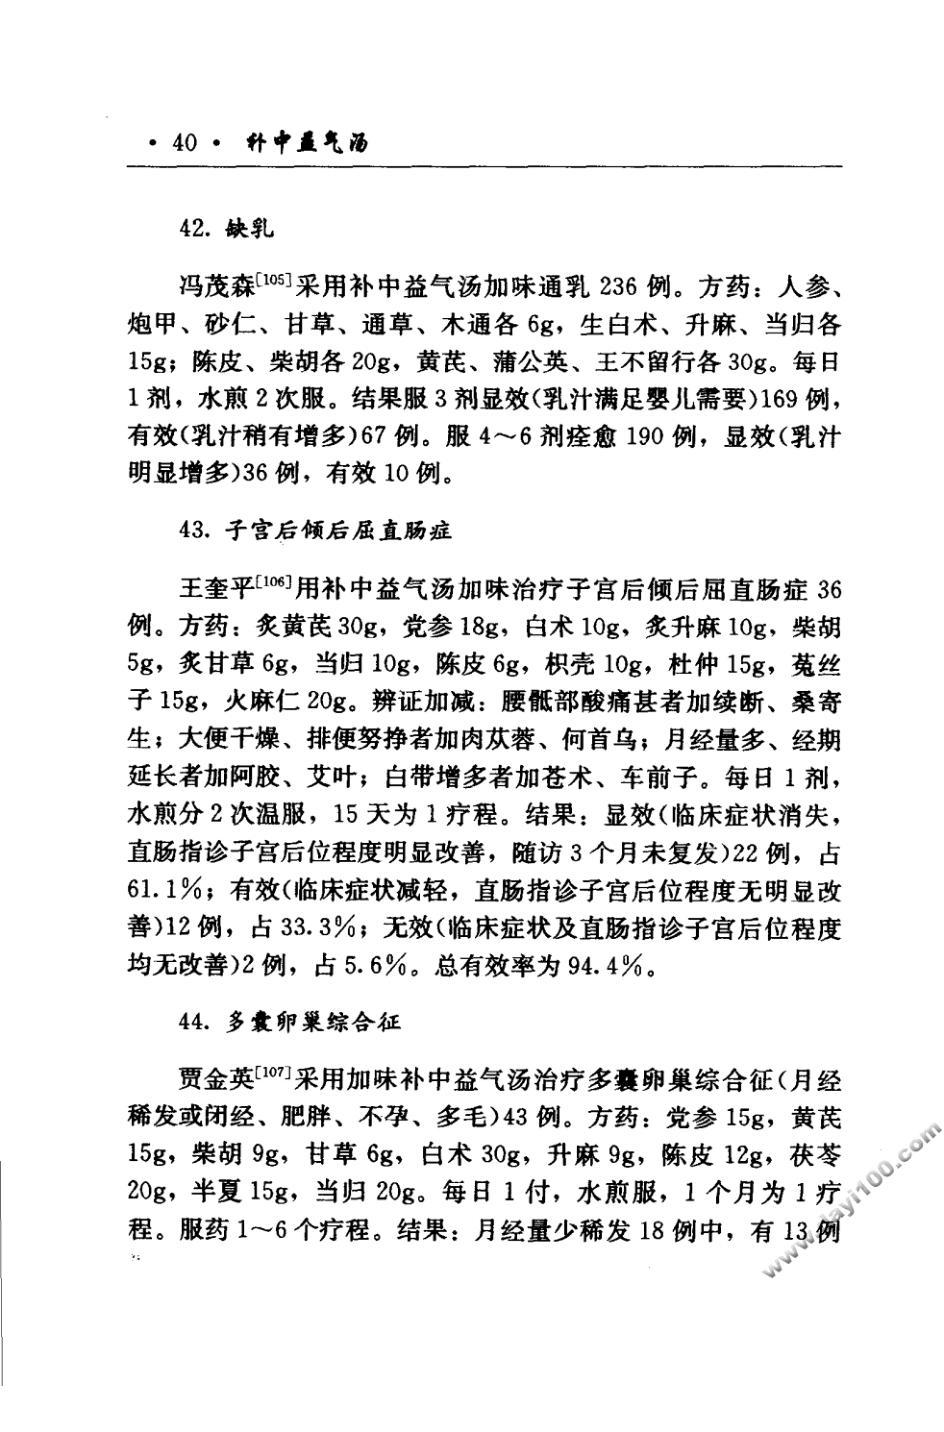 · 40 · 补中益气汤
42. 缺乳
冯茂森[105]采用补中益气汤加味通乳 236 例。方药：人参、
炮甲、砂仁、甘草、通草、木通各 6g，生白术、升麻、当归各
15g；陈皮、柴胡各 20g，黄芪、蒲公英、王不留行各 30g。每日
1 剂，水煎 2 次服。结果服 3 剂显效(乳汁满足婴儿需要)169 例，
有效(乳汁稍有增多)67 例。服 4～6 剂痊愈 190 例，显效(乳汁
明显增多)36 例，有效 10 例。
43. 子宫后倾后屈直肠症
王奎平[106]用补中益气汤加味治疗子宫后倾后屈直肠症 36
例。方药：炙黄芪 30g，党参 18g，白术 10g，炙升麻 10g，柴胡
5g，炙甘草 6g，当归 10g，陈皮 6g，枳壳 10g，杜仲 15g，菟丝
子 15g，火麻仁 20g。辨证加减：腰骶部酸痛甚者加续断、桑寄
生；大便干燥、排便努挣者加肉苁蓉、何首乌；月经量多、经期
延长者加阿胶、艾叶；白带增多者加苍术、车前子。每日 1 剂，
水煎分 2 次温服，15 天为 1 疗程。结果：显效(临床症状消失，
直肠指诊子宫后位程度明显改善，随访 3 个月未复发)22 例，占
61.1%；有效(临床症状减轻，直肠指诊子宫后位程度无明显改
善)12 例，占 33.3%；无效(临床症状及直肠指诊子宫后位程度
均无改善)2 例，占 5.6%。总有效率为 94.4%。
44. 多囊卵巢综合征
贾金英[107]采用加味补中益气汤治疗多囊卵巢综合征(月经
稀发或闭经、肥胖、不孕、多毛)43 例。方药：党参 15g，黄芪
15g，柴胡 9g，甘草 6g，白术 30g，升麻 9g，陈皮 12g，茯苓
20g，半夏 15g，当归 20g。每日 1 付，水煎服，1 个月为 1 疗
程。服药 1～6 个疗程。结果：月经量少稀发 18 例中，有 13 例